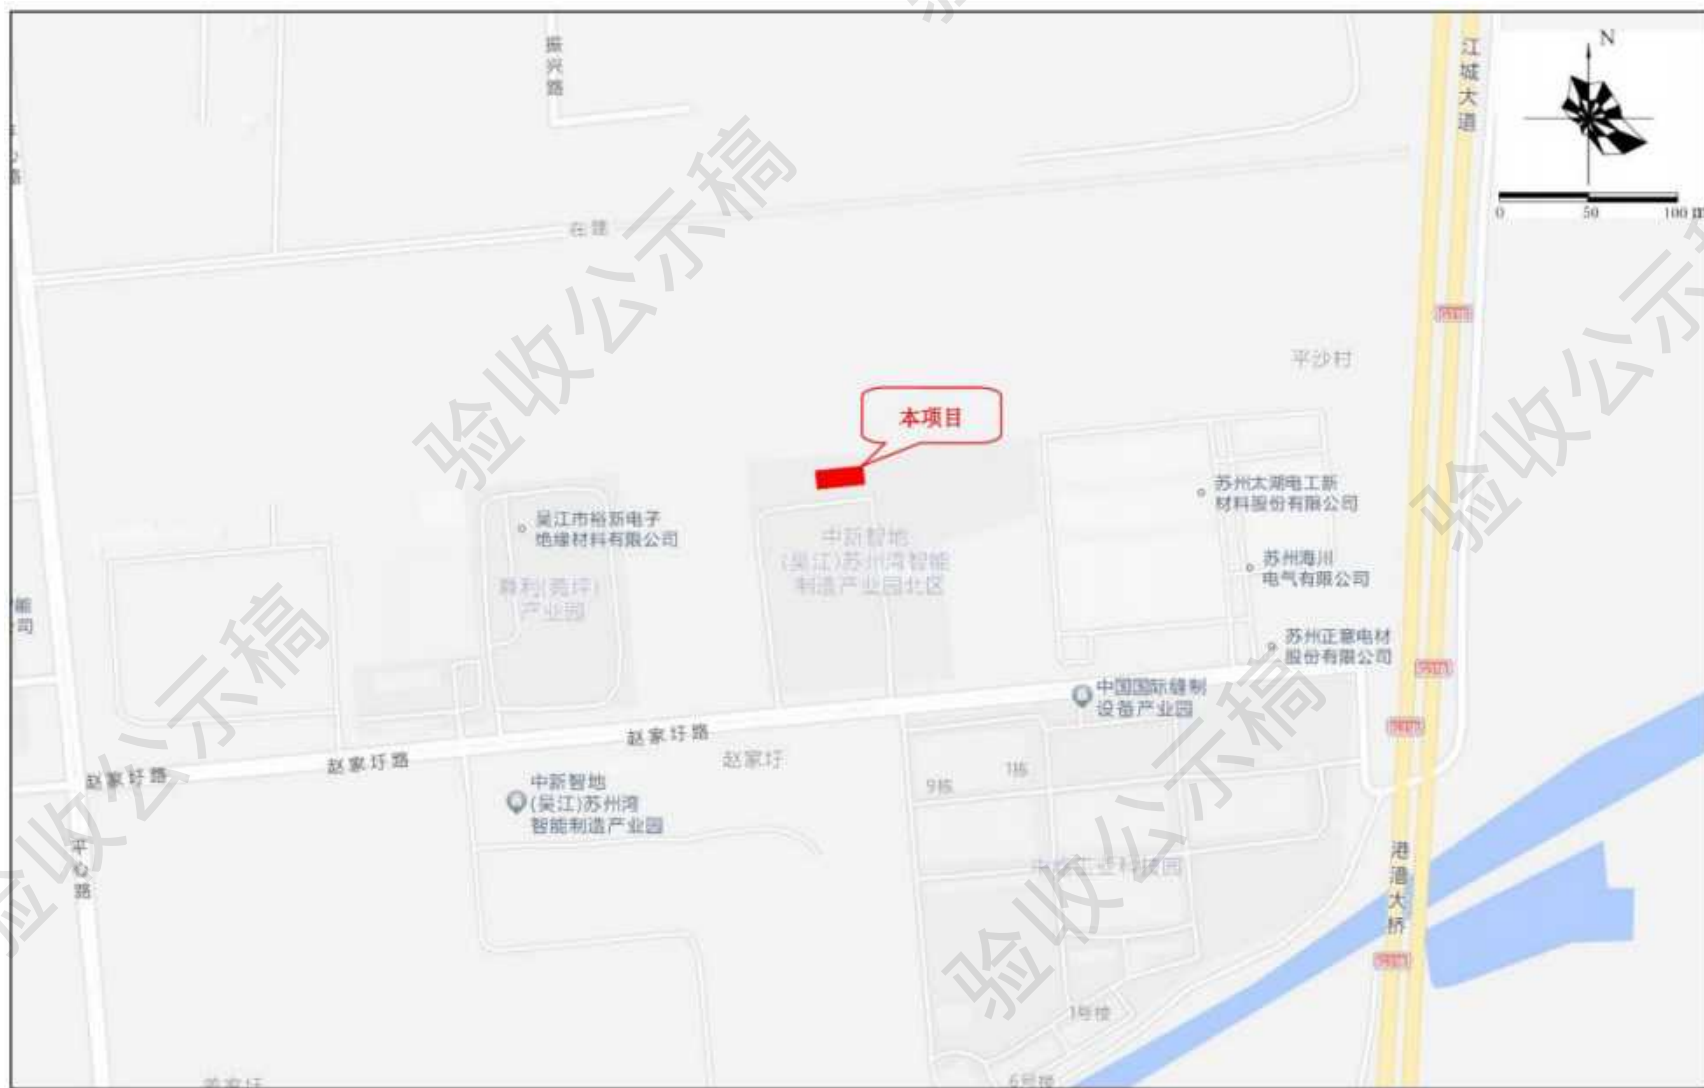 振兴路
江城大道
N
0 50 100 m
在建
平沙村
本项目
苏州太湖电工新
材料股份有限公司
吴江市裕新电子
绝缘材料有限公司
中新智地
(吴江)苏州湾智能
制造产业园北区
苏州海川
电气有限公司
产业园
苏州正意电材
股份有限公司
中国国际缝制
设备产业园
赵家圩路
赵家圩路
赵家圩路
赵家圩
中新智地
(吴江)苏州湾
智能制造产业园
9栋
1栋
平心路
港漕大桥
1号楼
6号楼
验收公示稿
验收公示稿
验收公示稿
验收公示稿